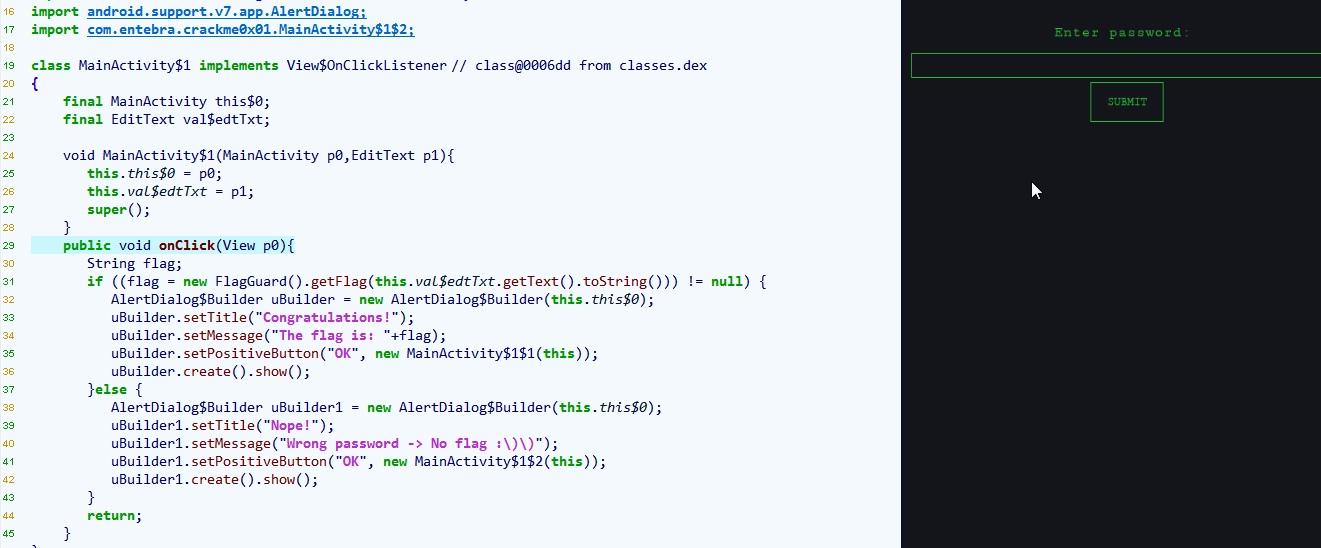 16 import android.support.v7.app.AlertDialog;
17 import com.entebra.crackme0x01.MainActivity$1$2;
18
19 class MainActivity$1 implements View$OnClickListener // class@0006dd from classes.dex
20 {
21 final MainActivity this$0;
22 final EditText val$edtTxt;
23
24 void MainActivity$1(MainActivity p0,EditText p1){
25 this.this$0 = p0;
26 this.val$edtTxt = p1;
27 super();
28 }
29 public void onClick(View p0){
30 String flag;
31 if ((flag = new FlagGuard().getFlag(this.val$edtTxt.getText().toString())) != null) {
32 AlertDialog$Builder uBuilder = new AlertDialog$Builder(this.this$0);
33 uBuilder.setTitle("Congratulations!");
34 uBuilder.setMessage("The flag is: "+flag);
35 uBuilder.setPositiveButton("OK", new MainActivity$1$1(this));
36 uBuilder.create().show();
37 }else {
38 AlertDialog$Builder uBuilder1 = new AlertDialog$Builder(this.this$0);
39 uBuilder1.setTitle("Nope!");
40 uBuilder1.setMessage("Wrong password -> No flag :\)\)");
41 uBuilder1.setPositiveButton("OK", new MainActivity$1$2(this));
42 uBuilder1.create().show();
43 }
44 return;
45 }
Enter password:
SUBMIT